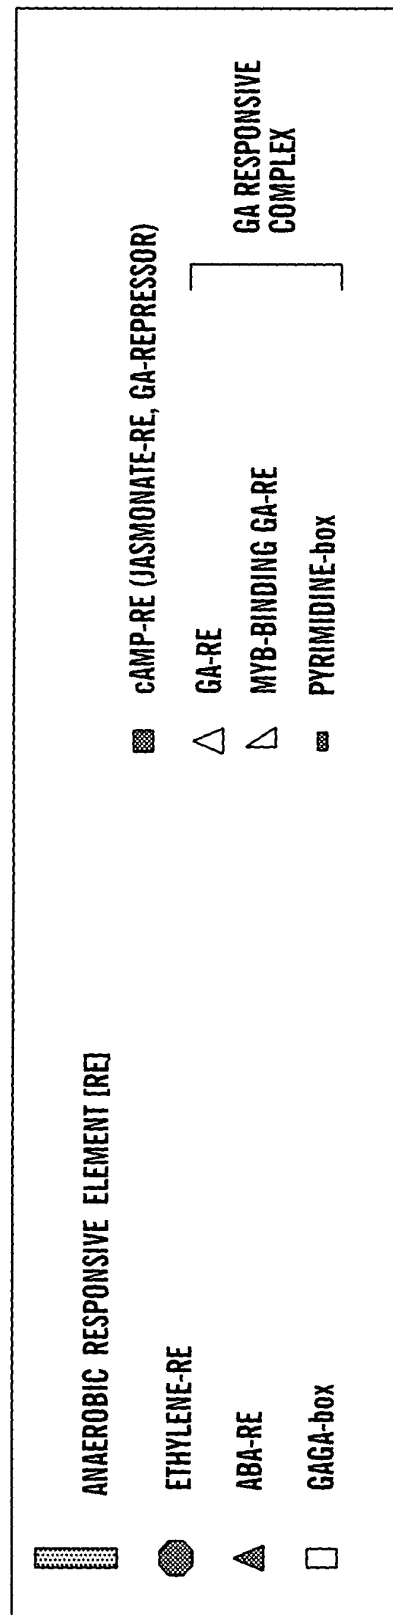 ANAEROBIC RESPONSIVE ELEMENT [RE]
ETHYLENE-RE
ABA-RE
GAGA-box
cAMP-RE (JASMONATE-RE, GA-REPRESSOR)
GA-RE
MYB-BINDING GA-RE
PYRIMIDINE-box
GA RESPONSIVE
COMPLEX